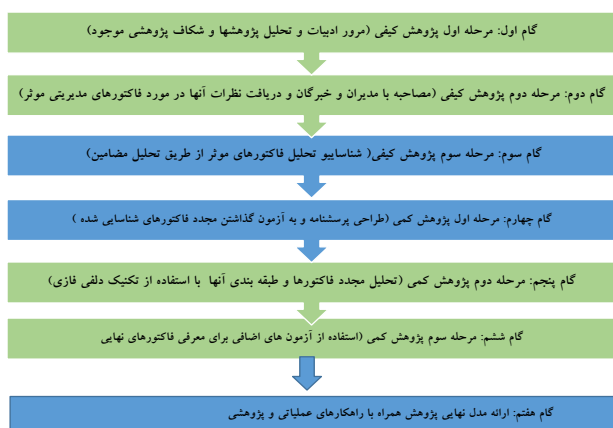 گام اول: مرحله اول پژوهش کیفی (مرور ادبیات و تحلیل پژوهشها و شکاف پژوهشی موجود)
گام دوم: مرحله دوم پژوهش کیفی (مصاحبه با مدیران و خبرگان و دریافت نظرات آنها در مورد فاکتورهای مدیریتی موثر)
گام سوم: مرحله سوم پژوهش کیفی( شناساییو تحلیل فاکتورهای موثر از طریق تحلیل مضامین)
گام چهارم: مرحله اول پژوهش کمی (طراحی پرسشنامه و به آزمون گذاشتن مجدد فاکتورهای شناسایی شده )
گام پنجم: مرحله دوم پژوهش کمی (تحلیل مجدد فاکتورها و طبقه بندی آنها با استفاده از تکنیک دلفی فازی)
گام ششم: مرحله سوم پژوهش کمی (استفاده از آزمون های اضافی برای معرفی فاکتورهای نهایی
گام هفتم: ارائه مدل نهایی پژوهش همراه با راهکارهای عملیاتی و پژوهشی